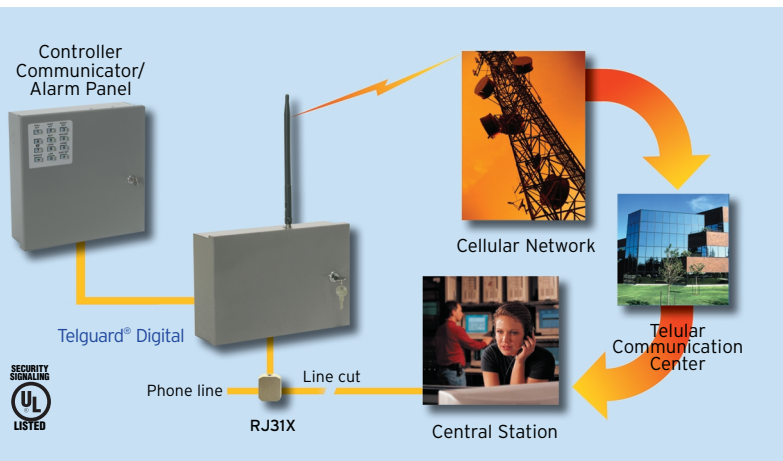 Controller
Communicator/
Alarm Panel
Cellular Network
Telguard® Digital
Telular
Communication
Center
Phone line
Line cut
RJ31X
Central Station
SECURITY
SIGNALING
UL
®
LISTED